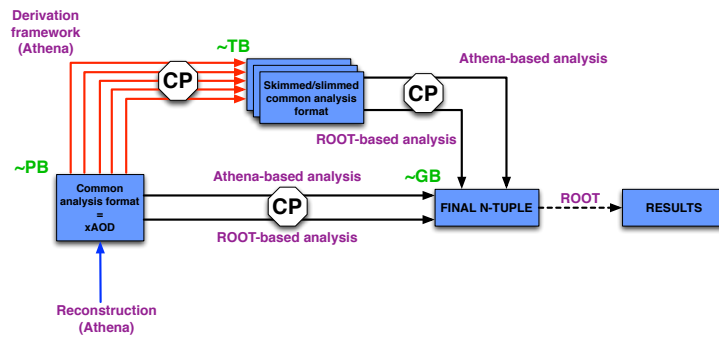 Derivation
framework
(Athena)
~TB
CP
Skimmed/slimmed
common analysis
format
CP
Athena-based analysis
ROOT-based analysis
~PB
Common
analysis format
=
xAOD
Athena-based analysis
CP
ROOT-based analysis
~GB
FINAL N-TUPLE
ROOT
RESULTS
Reconstruction
(Athena)